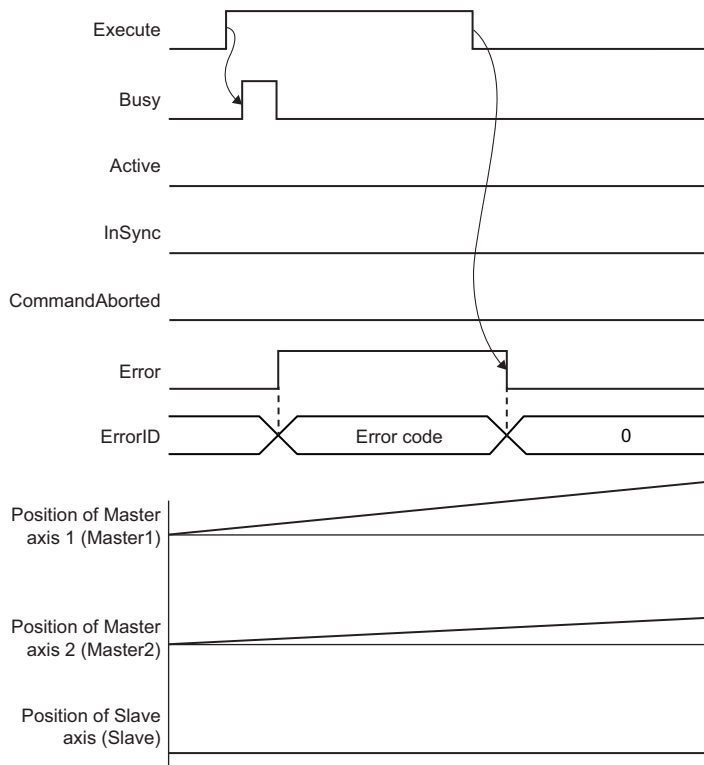 Execute
Busy
Active
InSync
CommandAborted
Error
ErrorID
Error code
0
Position of Master
axis 1 (Master1)
Position of Master
axis 2 (Master2)
Position of Slave
axis (Slave)